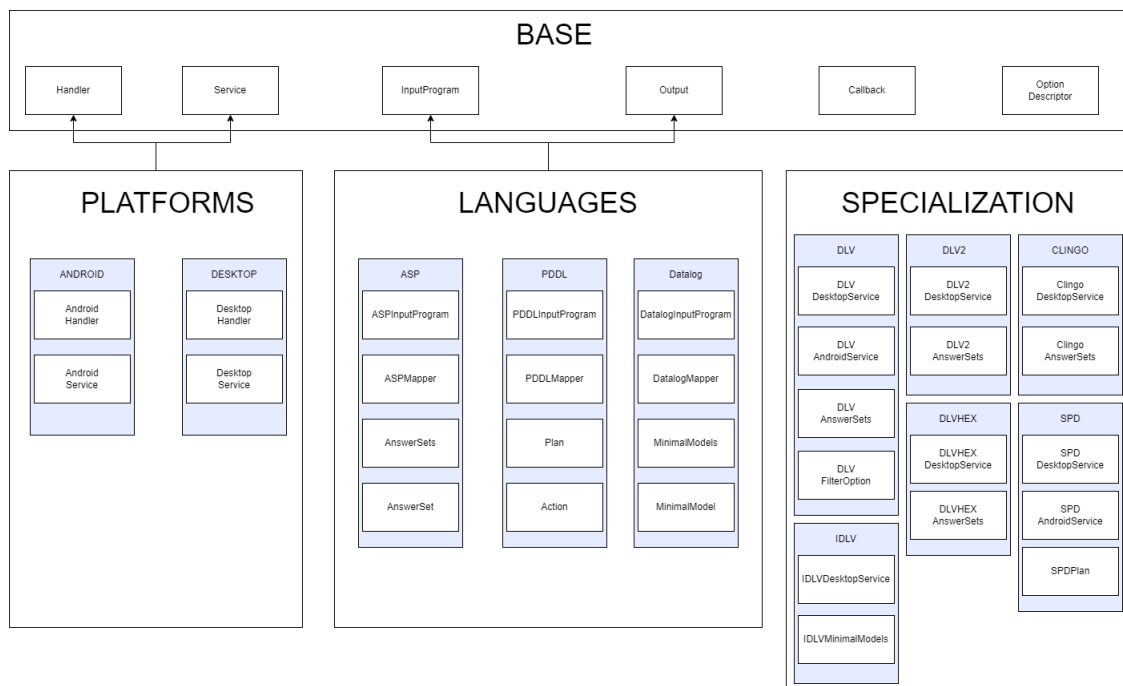 BASE
Handler
Service
InputProgram
Output
Callback
Option
Descriptor
PLATFORMS
ANDROID
Android
Handler
Android
Service
DESKTOP
Desktop
Handler
Desktop
Service
LANGUAGES
ASP
ASPInputProgram
ASPMapper
AnswerSets
AnswerSet
PDDL
PDDLInputProgram
PDDLMapper
Plan
Action
Datalog
DatalogInputProgram
DatalogMapper
MinimalModels
MinimalModel
SPECIALIZATION
DLV
DLV
DesktopService
DLV
AndroidService
DLV
AnswerSets
DLV
FilterOption
IDLV
IDLVDesktopService
IDLVMinimalModels
DLV2
DLV2
DesktopService
DLV2
AnswerSets
DLVHEX
DLVHEX
DesktopService
DLVHEX
AnswerSets
CLINGO
Clingo
DesktopService
Clingo
AnswerSets
SPD
SPD
DesktopService
SPD
AndroidService
SPDPlan